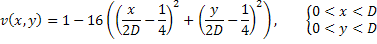 v(x, y) = 1 − 16((x/2D − 1/4)² + (y/2D − 1/4)²), {0 < x < D
0 < y < D